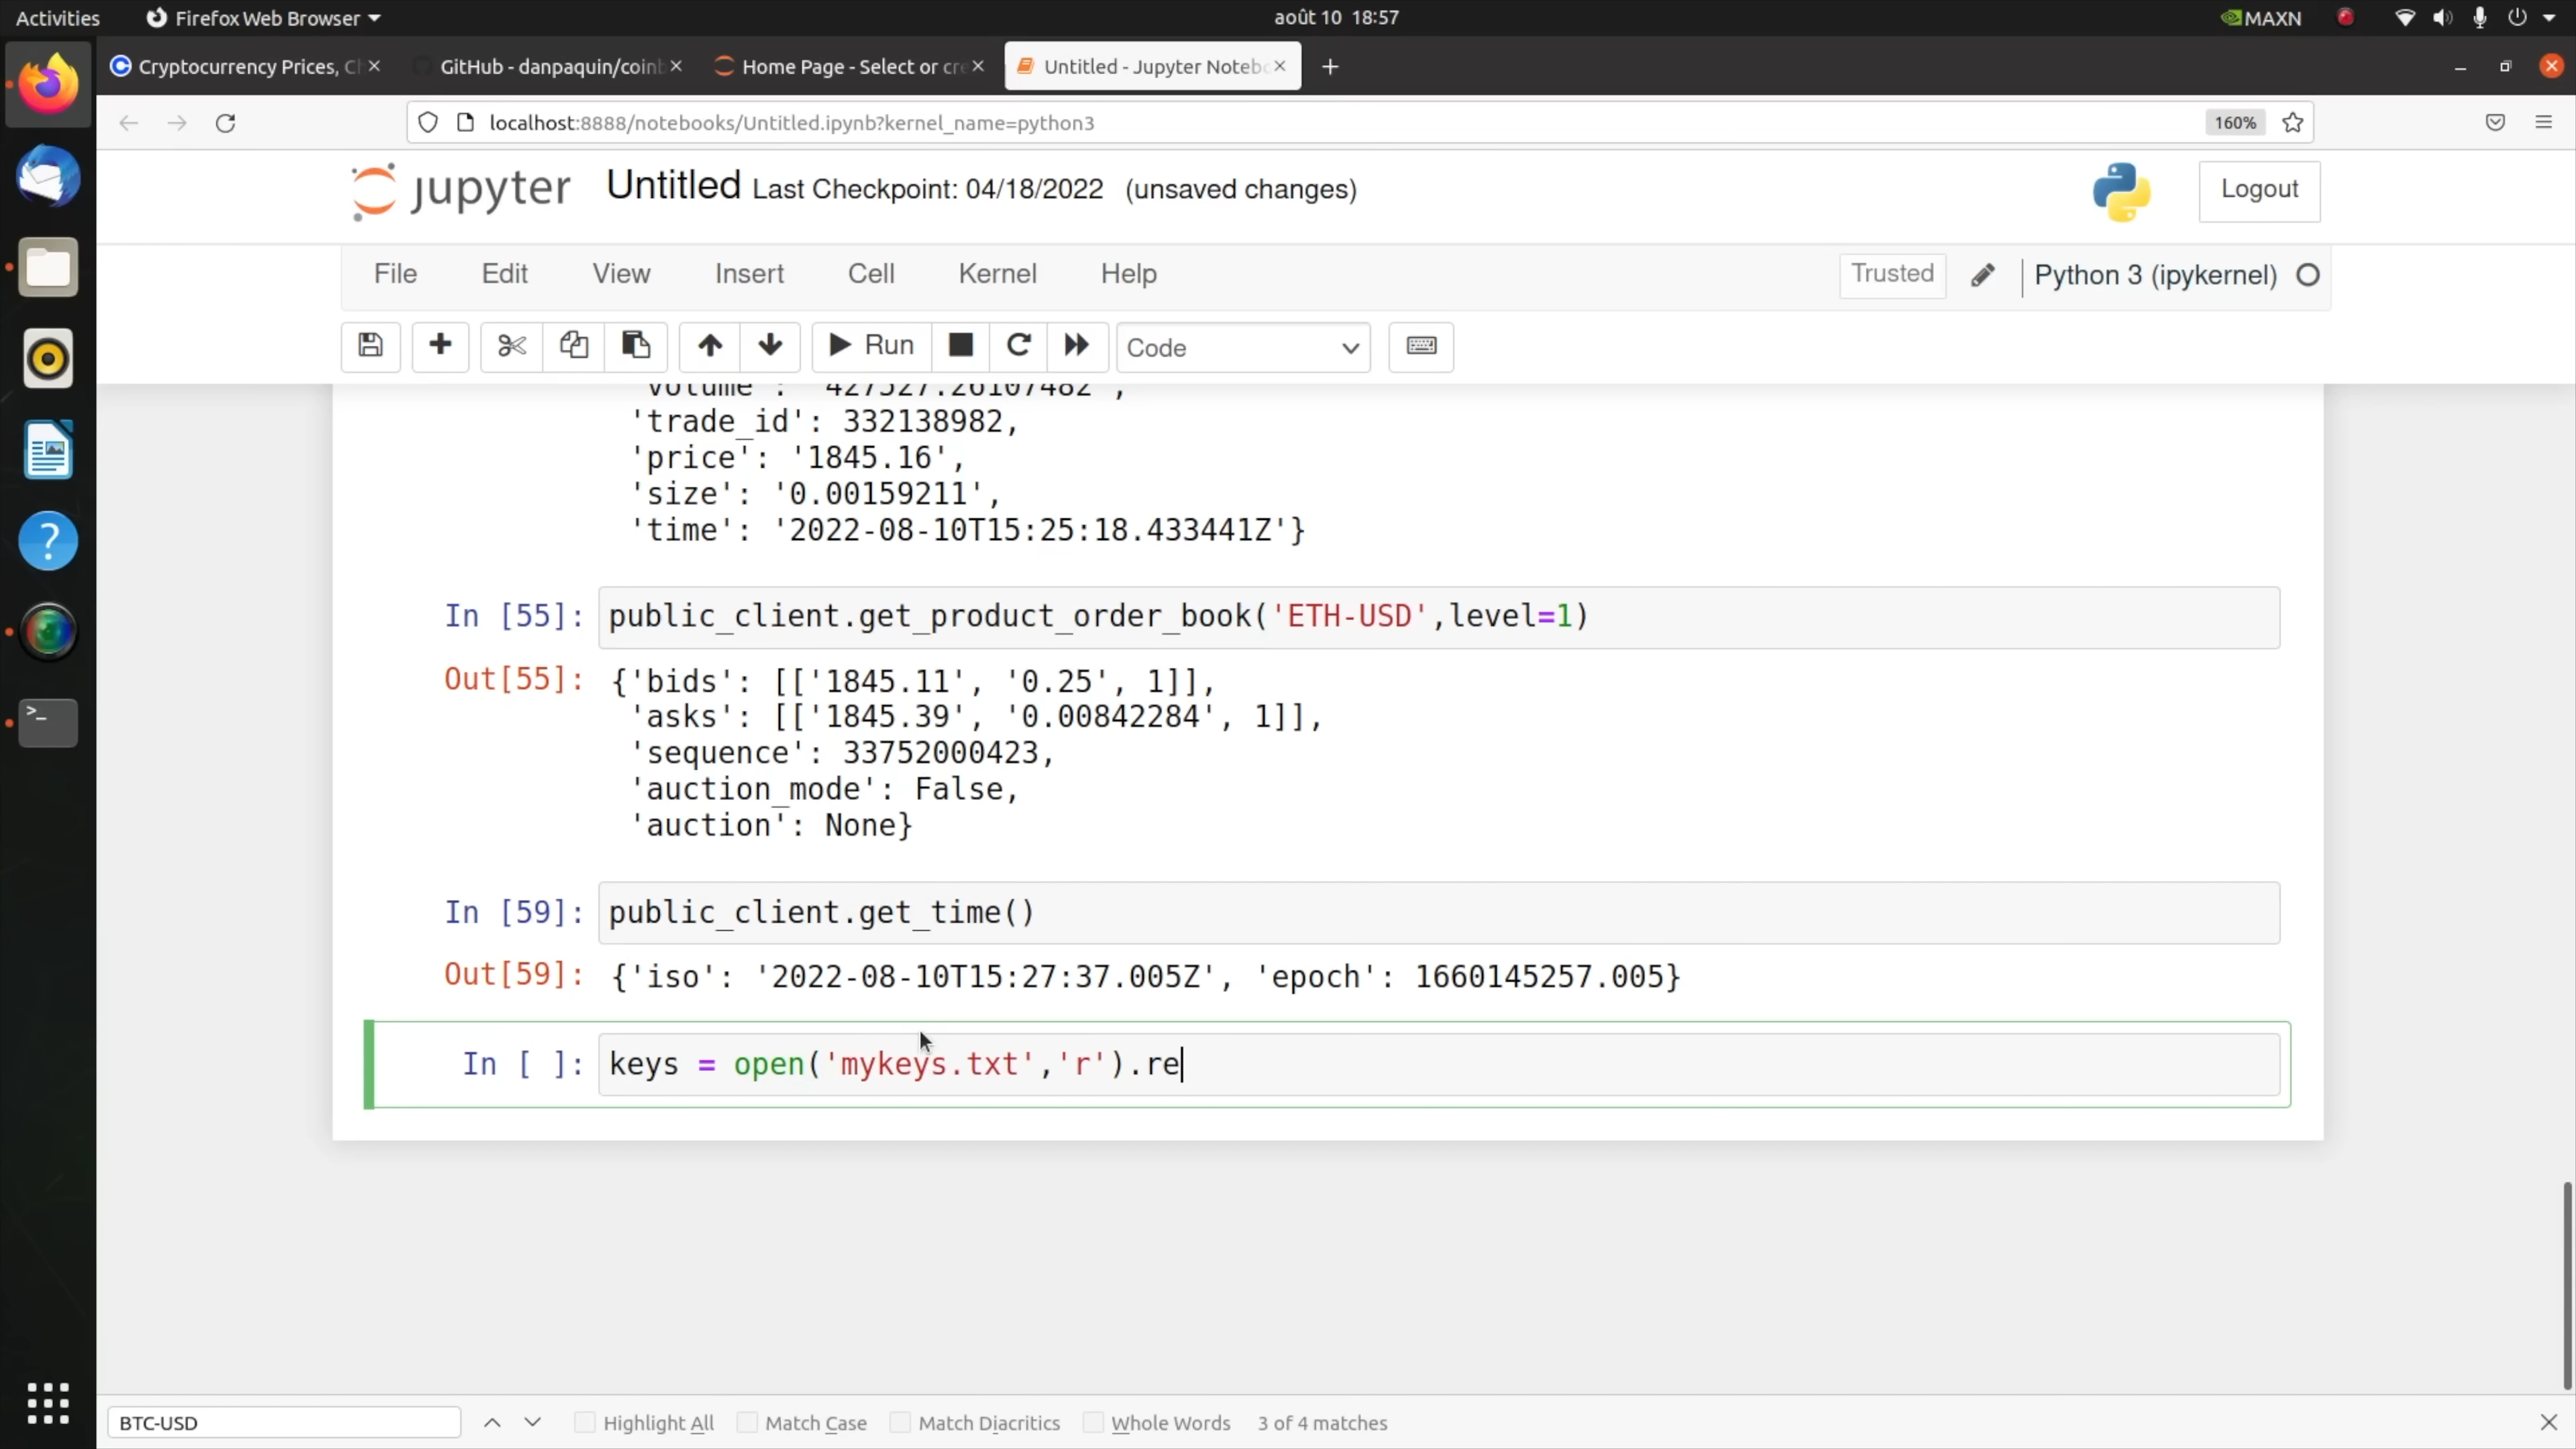 Activities Firefox Web Browser août 10 18:57 MAXN
Cryptocurrency Prices, Ch GitHub - danpaquin/coinb Home Page - Select or cre Untitled - Jupyter Notebo
localhost:8888/notebooks/Untitled.ipynb?kernel_name=python3 160%
jupyter Untitled Last Checkpoint: 04/18/2022 (unsaved changes) Logout
File Edit View Insert Cell Kernel Help Trusted Python 3 (ipykernel)
Run Code
'volume': '427527.26107482',
'trade_id': 332138982,
'price': '1845.16',
'size': '0.00159211',
'time': '2022-08-10T15:25:18.433441Z'}
In [55]: public_client.get_product_order_book('ETH-USD',level=1)
Out[55]: {'bids': [['1845.11', '0.25', 1]],
'asks': [['1845.39', '0.00842284', 1]],
'sequence': 33752000423,
'auction_mode': False,
'auction': None}
In [59]: public_client.get_time()
Out[59]: {'iso': '2022-08-10T15:27:37.005Z', 'epoch': 1660145257.005}
In [ ]: keys = open('mykeys.txt','r').re
BTC-USD Highlight All Match Case Match Diacritics Whole Words 3 of 4 matches